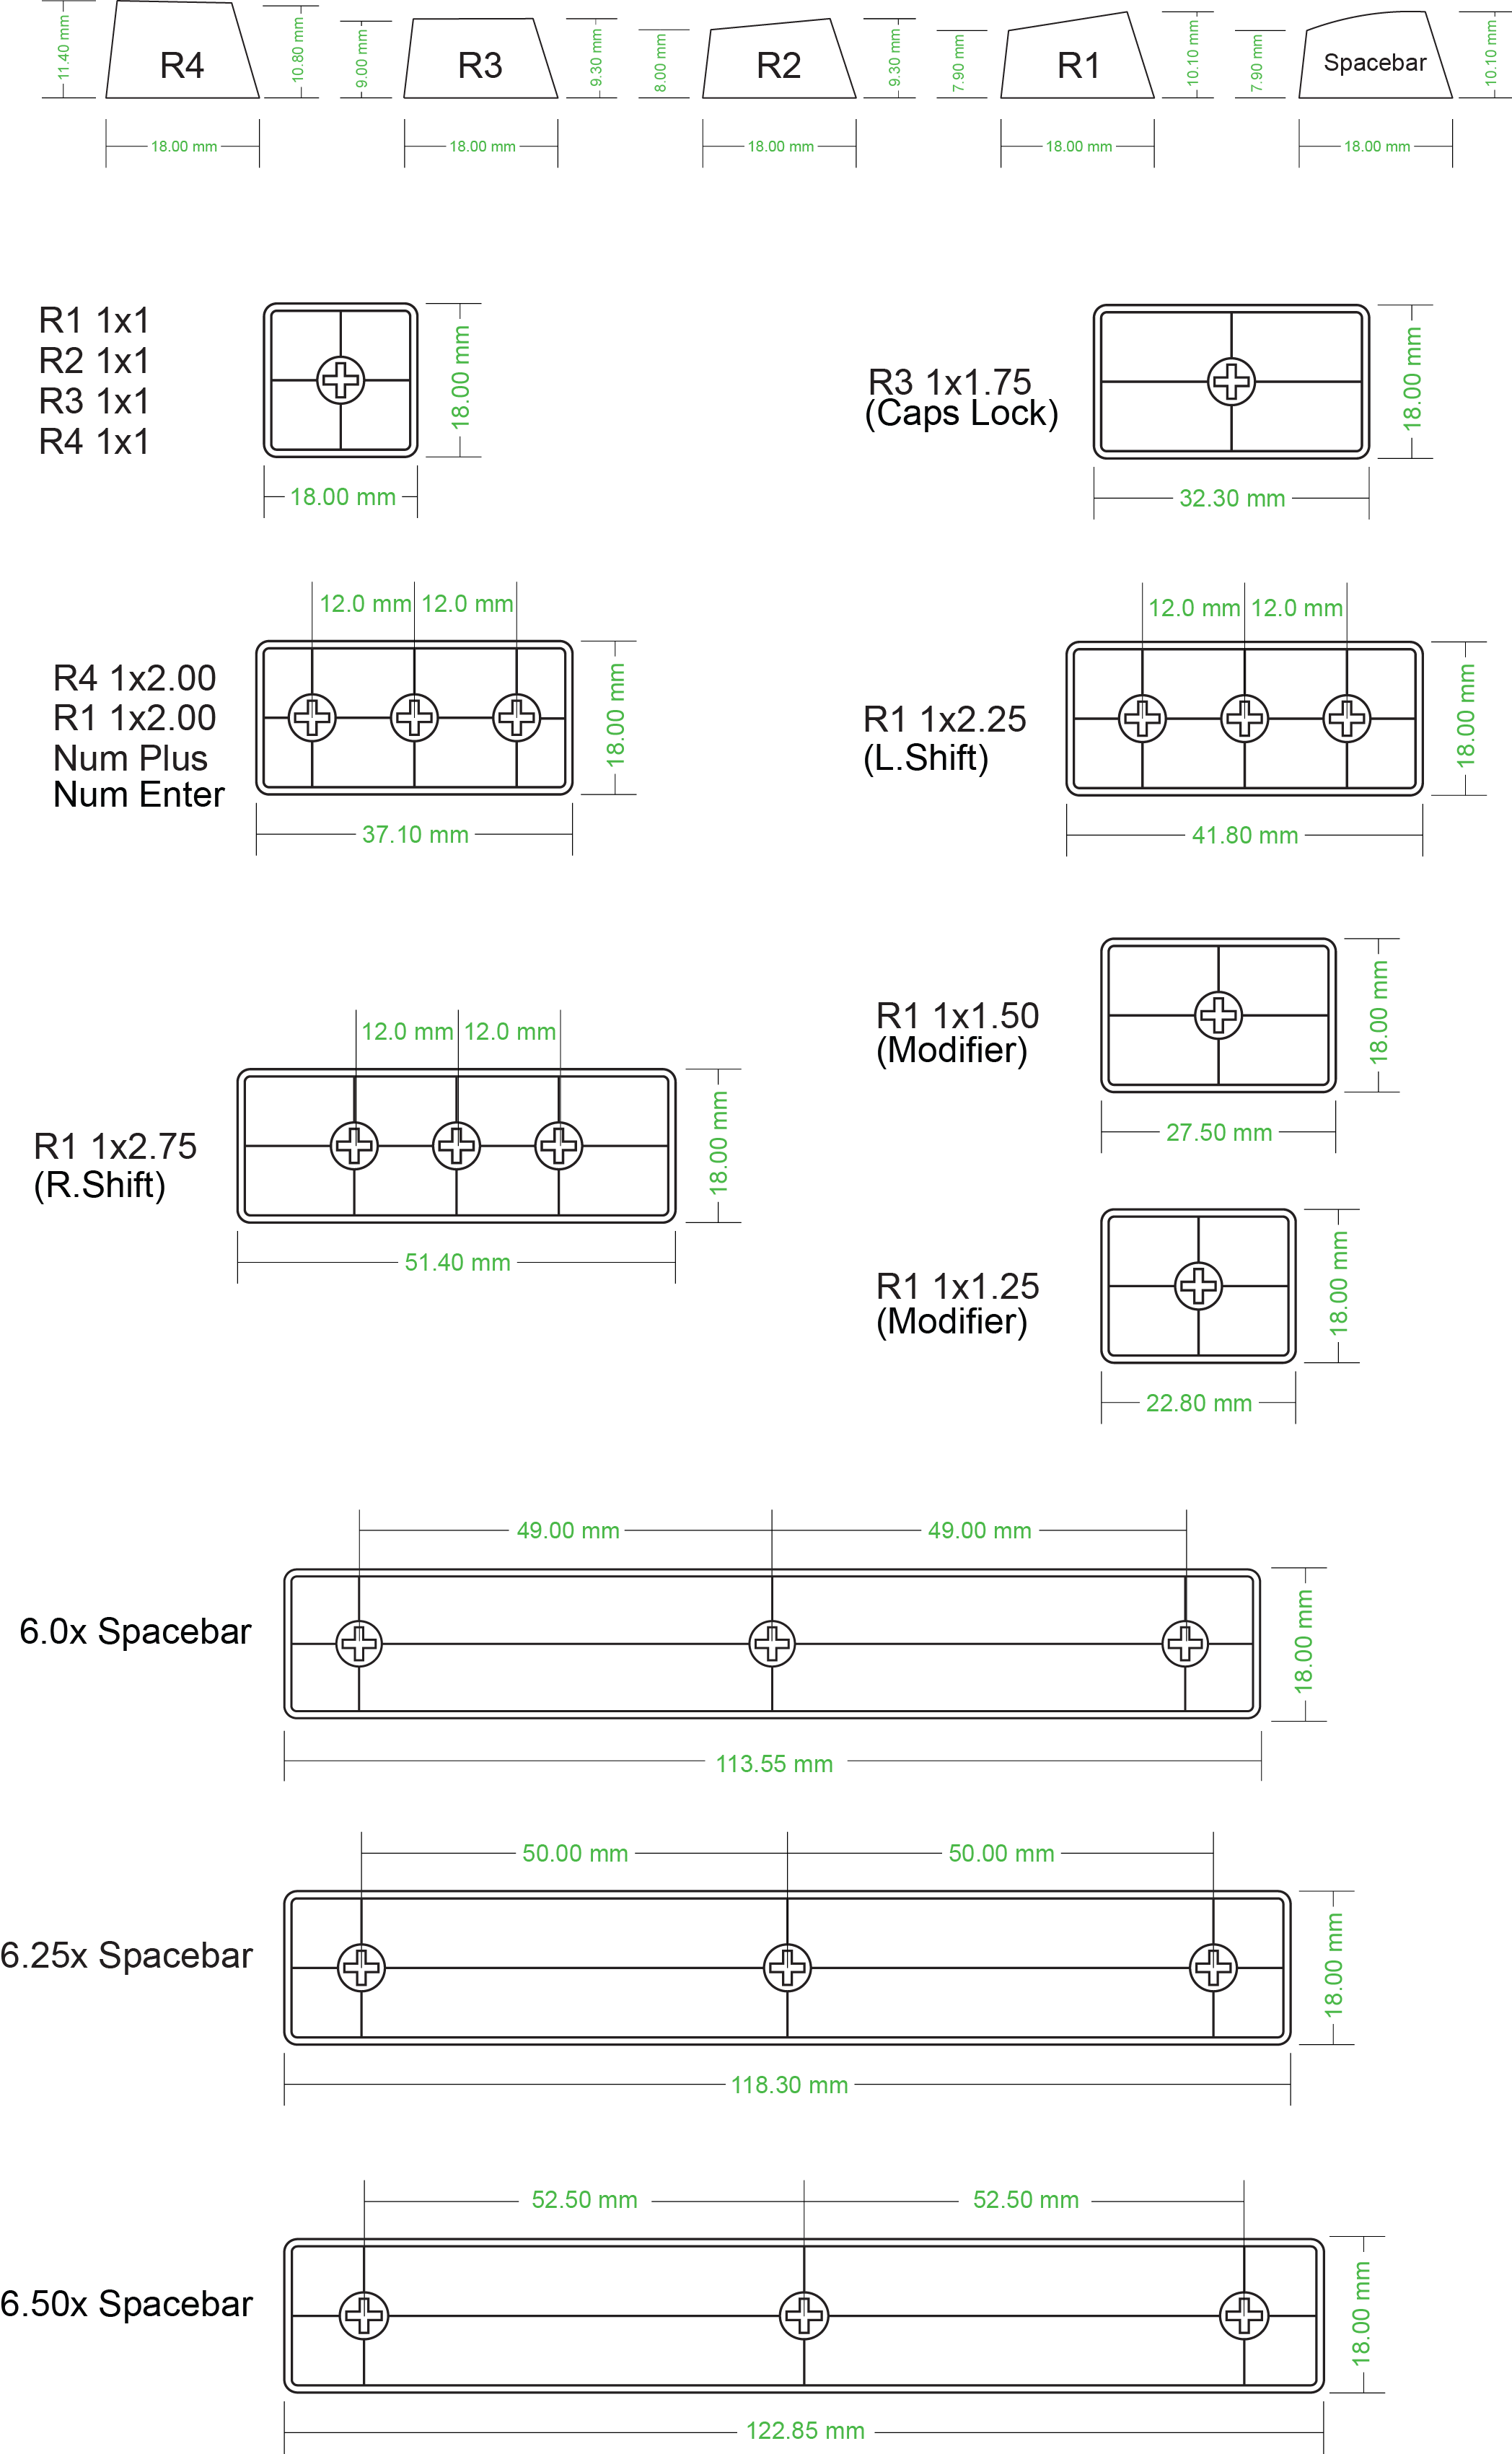 11.40 mm
R4
10.80 mm
9.00 mm
R3
9.30 mm
8.00 mm
R2
9.30 mm
7.90 mm
R1
10.10 mm
7.90 mm
Spacebar
10.10 mm
18.00 mm
18.00 mm
18.00 mm
18.00 mm
18.00 mm
R1 1x1
R2 1x1
R3 1x1
R4 1x1
18.00 mm
18.00 mm
R3 1x1.75
(Caps Lock)
18.00 mm
32.30 mm
12.0 mm
12.0 mm
R4 1x2.00
R1 1x2.00
Num Plus
Num Enter
18.00 mm
37.10 mm
12.0 mm
12.0 mm
R1 1x2.25
(L.Shift)
18.00 mm
41.80 mm
R1 1x1.50
(Modifier)
18.00 mm
27.50 mm
12.0 mm
12.0 mm
R1 1x2.75
(R.Shift)
18.00 mm
51.40 mm
R1 1x1.25
(Modifier)
18.00 mm
22.80 mm
49.00 mm
49.00 mm
6.0x Spacebar
18.00 mm
113.55 mm
50.00 mm
50.00 mm
6.25x Spacebar
18.00 mm
118.30 mm
52.50 mm
52.50 mm
6.50x Spacebar
18.00 mm
122.85 mm